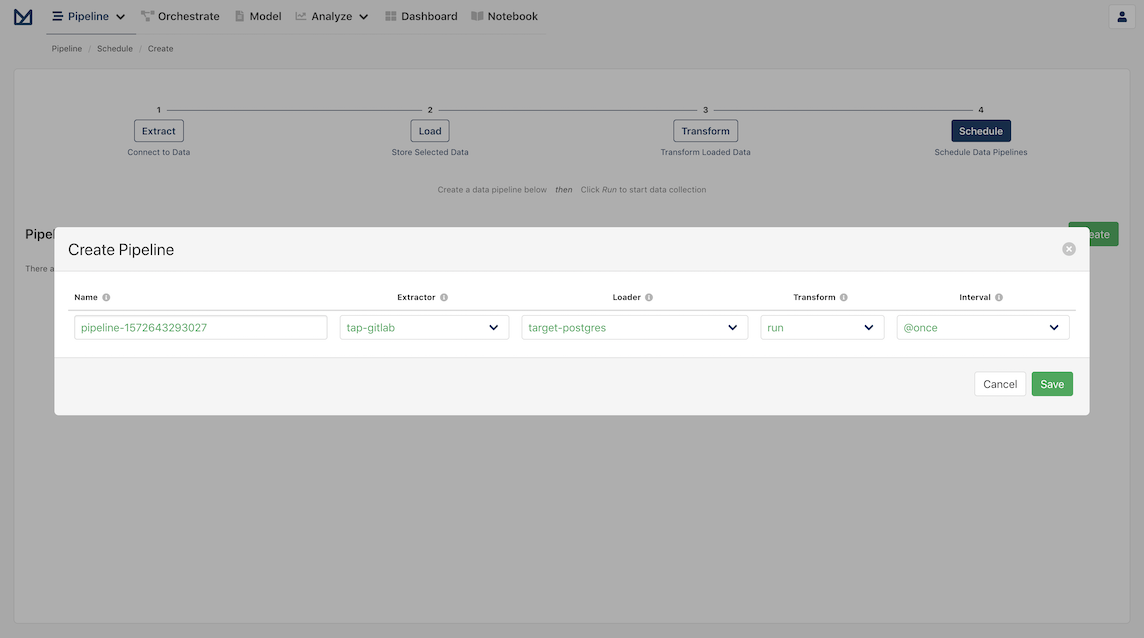 Pipeline Orchestrate Model Analyze Dashboard Notebook
Pipeline / Schedule / Create
1 2 3 4
Extract Load Transform Schedule
Connect to Data Store Selected Data Transform Loaded Data Schedule Data Pipelines
Create a data pipeline below then Click Run to start data collection
Create Pipeline
Name Extractor Loader Transform Interval
pipeline-1572643293027 tap-gitlab target-postgres run @once
Cancel Save